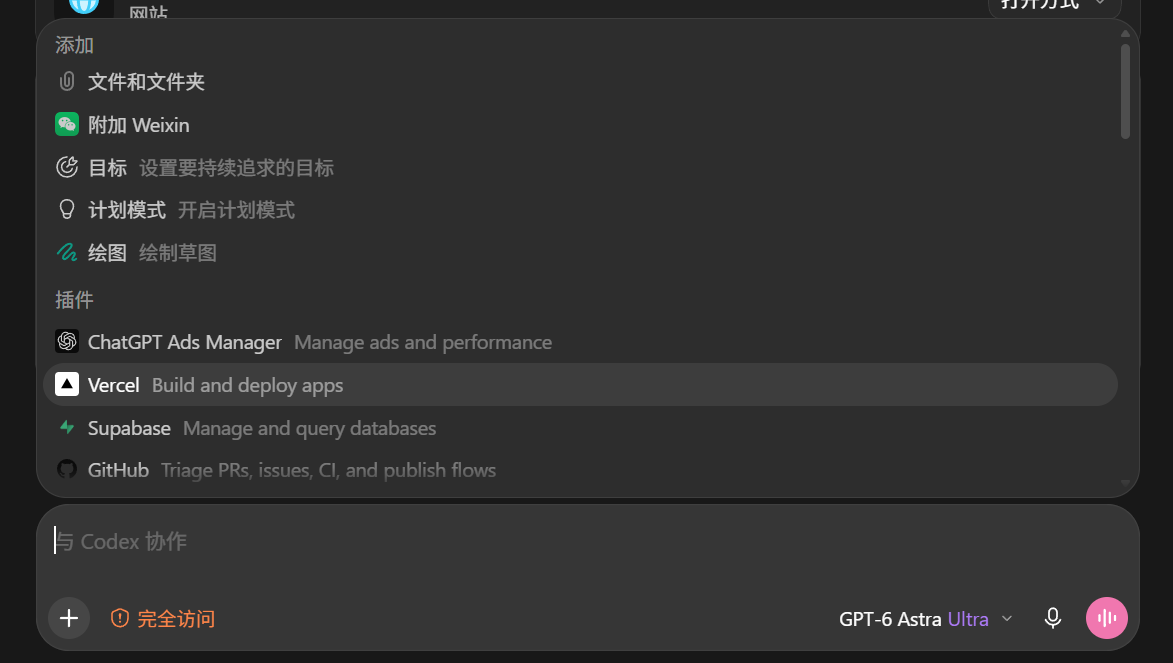 网站
打开方式
添加
文件和文件夹
附加 Weixin
目标 设置要持续追求的目标
计划模式 开启计划模式
绘图 绘制草图
插件
ChatGPT Ads Manager Manage ads and performance
Vercel Build and deploy apps
Supabase Manage and query databases
GitHub Triage PRs, issues, CI, and publish flows
与 Codex 协作
完全访问
GPT-6 Astra Ultra